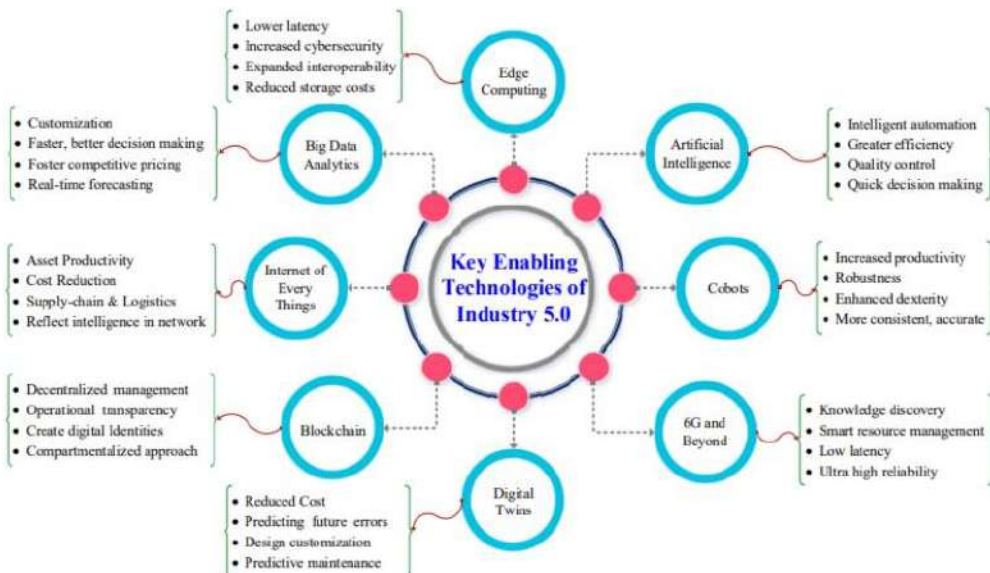 Key Enabling
Technologies of
Industry 5.0
Edge
Computing
• Lower latency
• Increased cybersecurity
• Expanded interoperability
• Reduced storage costs
Artificial
Intelligence
• Intelligent automation
• Greater efficiency
• Quality control
• Quick decision making
Cobots
• Increased productivity
• Robustness
• Enhanced dexterity
• More consistent, accurate
6G and
Beyond
• Knowledge discovery
• Smart resource management
• Low latency
• Ultra high reliability
Digital
Twins
• Reduced Cost
• Predicting future errors
• Design customization
• Predictive maintenance
Blockchain
• Decentralized management
• Operational transparency
• Create digital Identities
• Compartmentalized approach
Internet of
Every
Things
• Asset Productivity
• Cost Reduction
• Supply-chain & Logistics
• Reflect intelligence in network
Big Data
Analytics
• Customization
• Faster, better decision making
• Foster competitive pricing
• Real-time forecasting